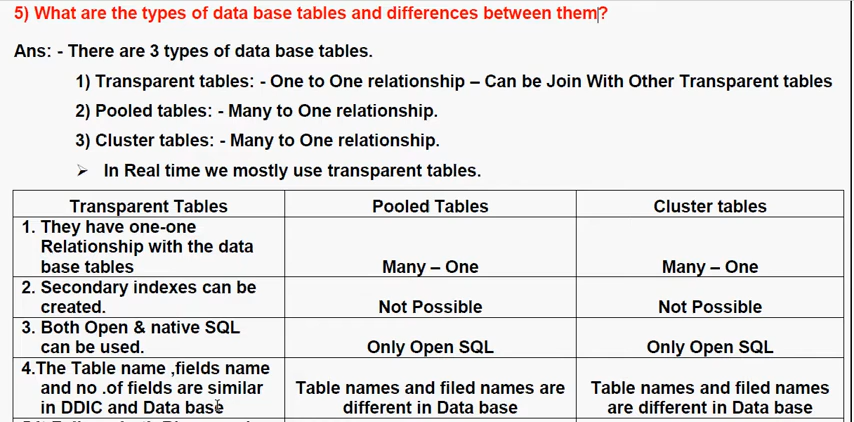 5) What are the types of data base tables and differences between them?
Ans: - There are 3 types of data base tables.
1) Transparent tables: - One to One relationship – Can be Join With Other Transparent tables
2) Pooled tables: - Many to One relationship.
3) Cluster tables: - Many to One relationship.
➢ In Real time we mostly use transparent tables.
Transparent Tables Pooled Tables Cluster tables
1. They have one-one
Relationship with the data
base tables Many – One Many – One
2. Secondary indexes can be
created. Not Possible Not Possible
3. Both Open & native SQL
can be used. Only Open SQL Only Open SQL
4.The Table name ,fields name
and no .of fields are similar Table names and filed names are Table names and filed names
in DDIC and Data base different in Data base are different in Data base